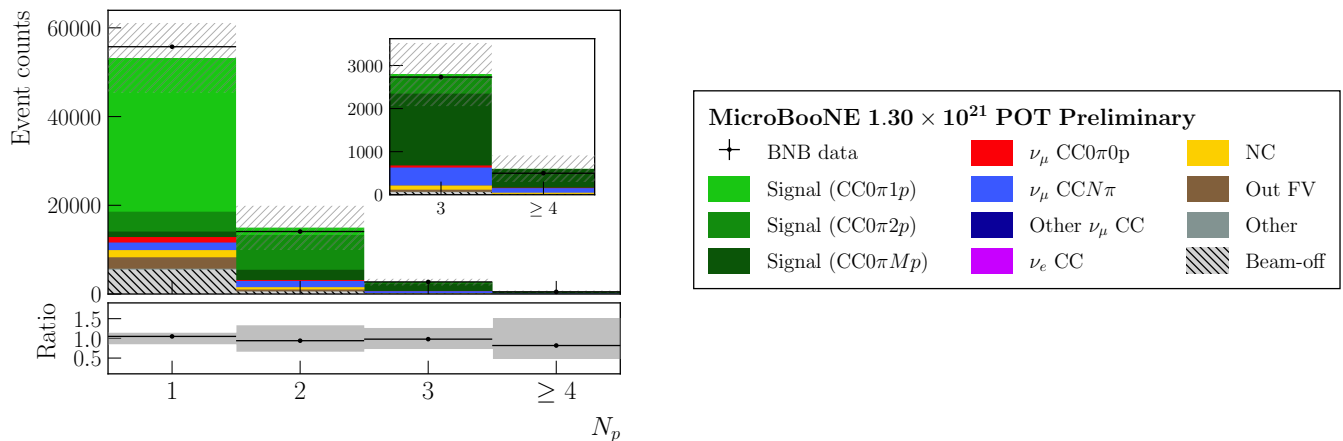 Event counts
60000
40000
20000
0
3000
2000
1000
0
3
≥ 4
Ratio
1.5
1.0
0.5
1
2
3
≥ 4
N_p
MicroBooNE 1.30 × 10²¹ POT Preliminary
BNB data
Signal (CC0π1p)
Signal (CC0π2p)
Signal (CC0πMp)
ν_μ CC0π0p
ν_μ CCNπ
Other ν_μ CC
ν_e CC
NC
Out FV
Other
Beam-off